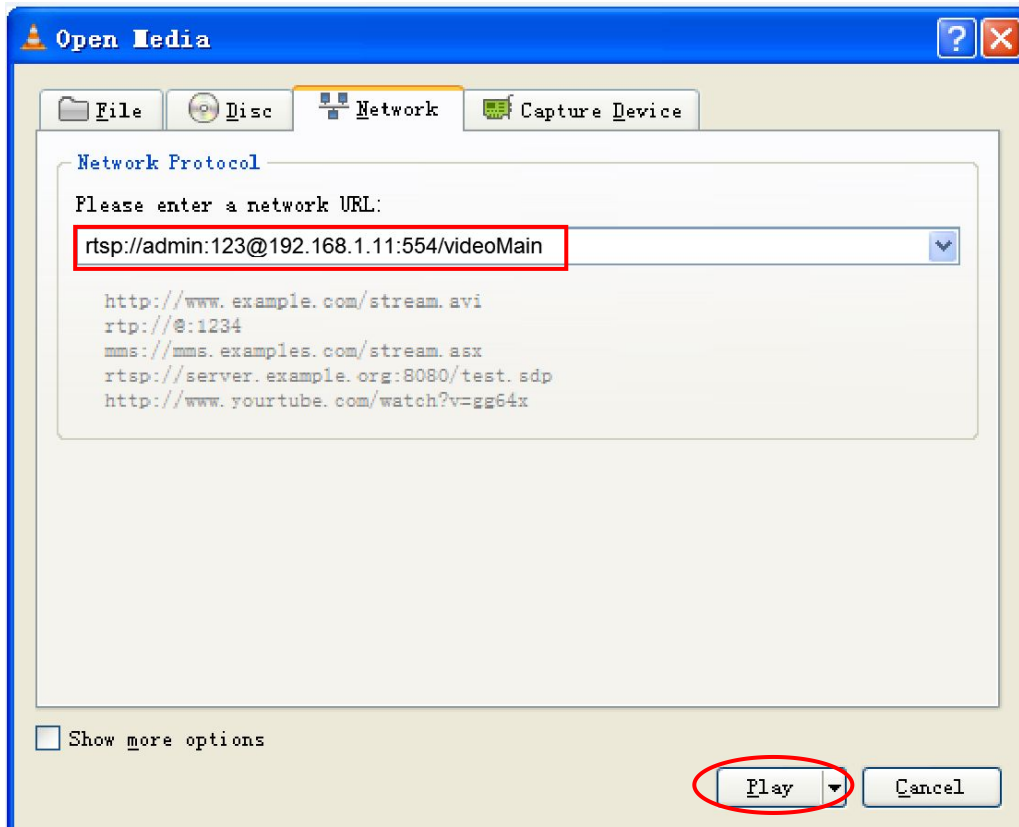 Open Media
?
File Disc Network Capture Device
Network Protocol
Please enter a network URL:
rtsp://admin:123@192.168.1.11:554/videoMain
http://www.example.com/stream.avi
rtp://@:1234
mms://mms.examples.com/stream.asx
rtsp://server.example.org:8080/test.sdp
http://www.yourtube.com/watch?v=gg64x
Show more options
Play Cancel